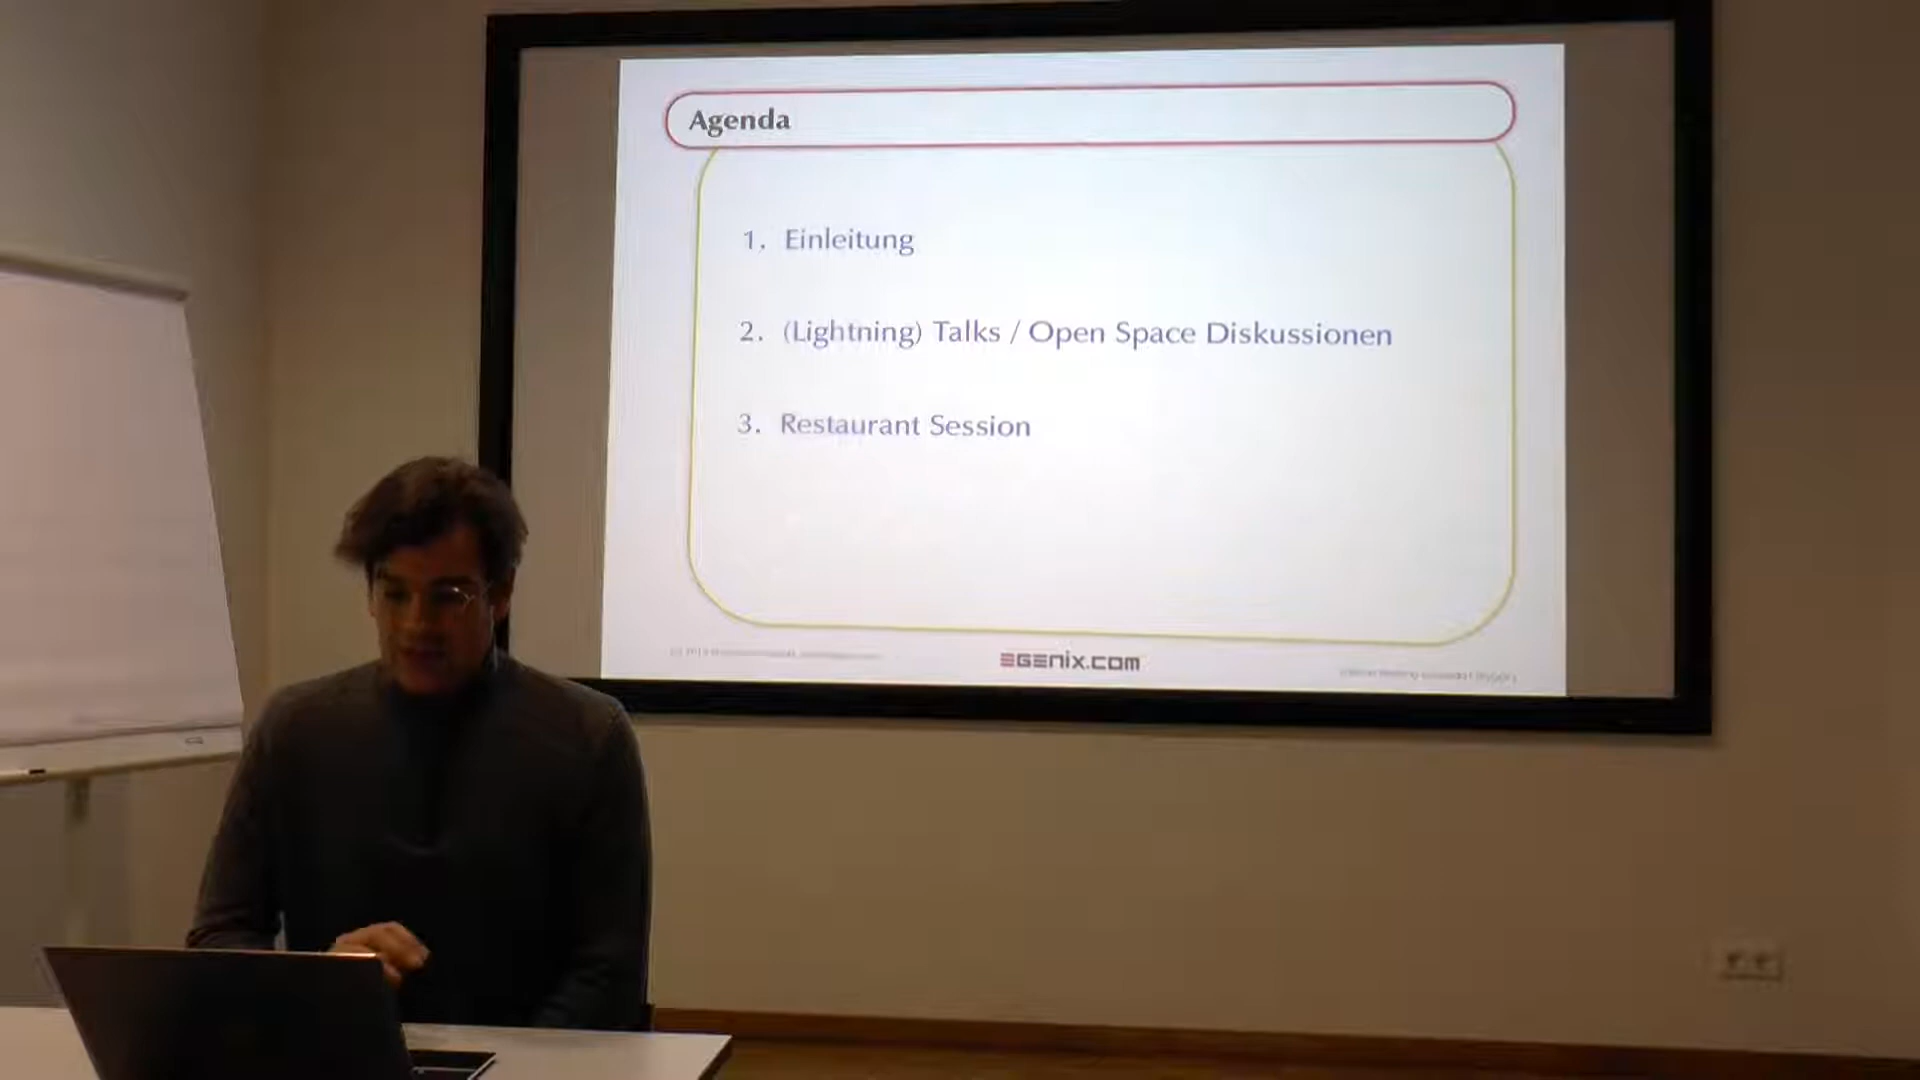 Agenda
1. Einleitung
2. (Lightning) Talks / Open Space Diskussionen
3. Restaurant Session
EGENIX.COM